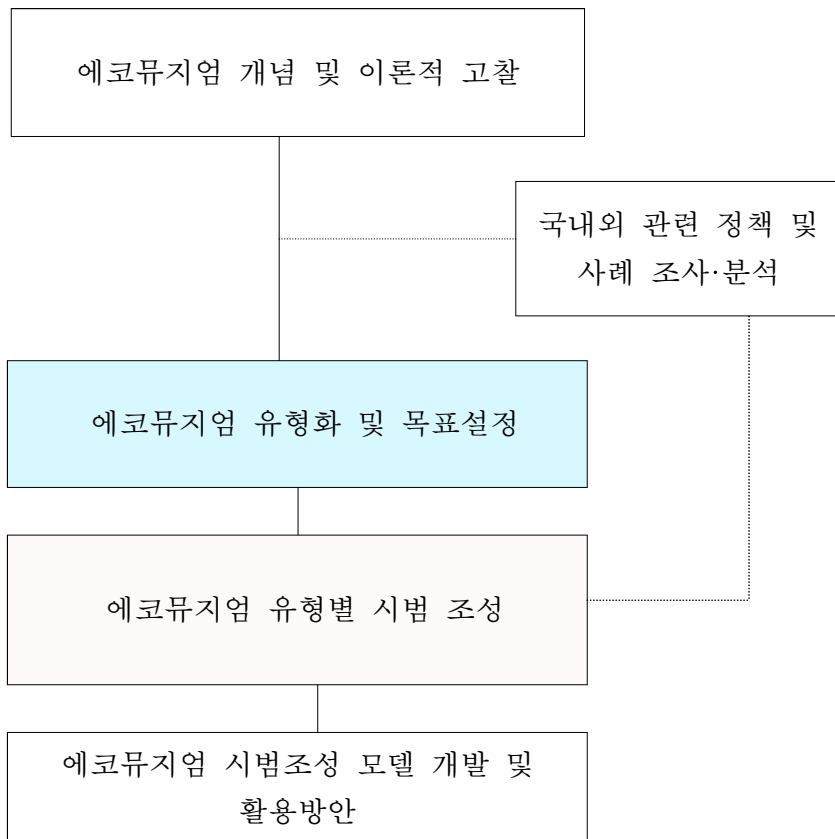 에코뮤지엄 개념 및 이론적 고찰
국내외 관련 정책 및
사례 조사·분석
에코뮤지엄 유형화 및 목표설정
에코뮤지엄 유형별 시범 조성
에코뮤지엄 시범조성 모델 개발 및
활용방안